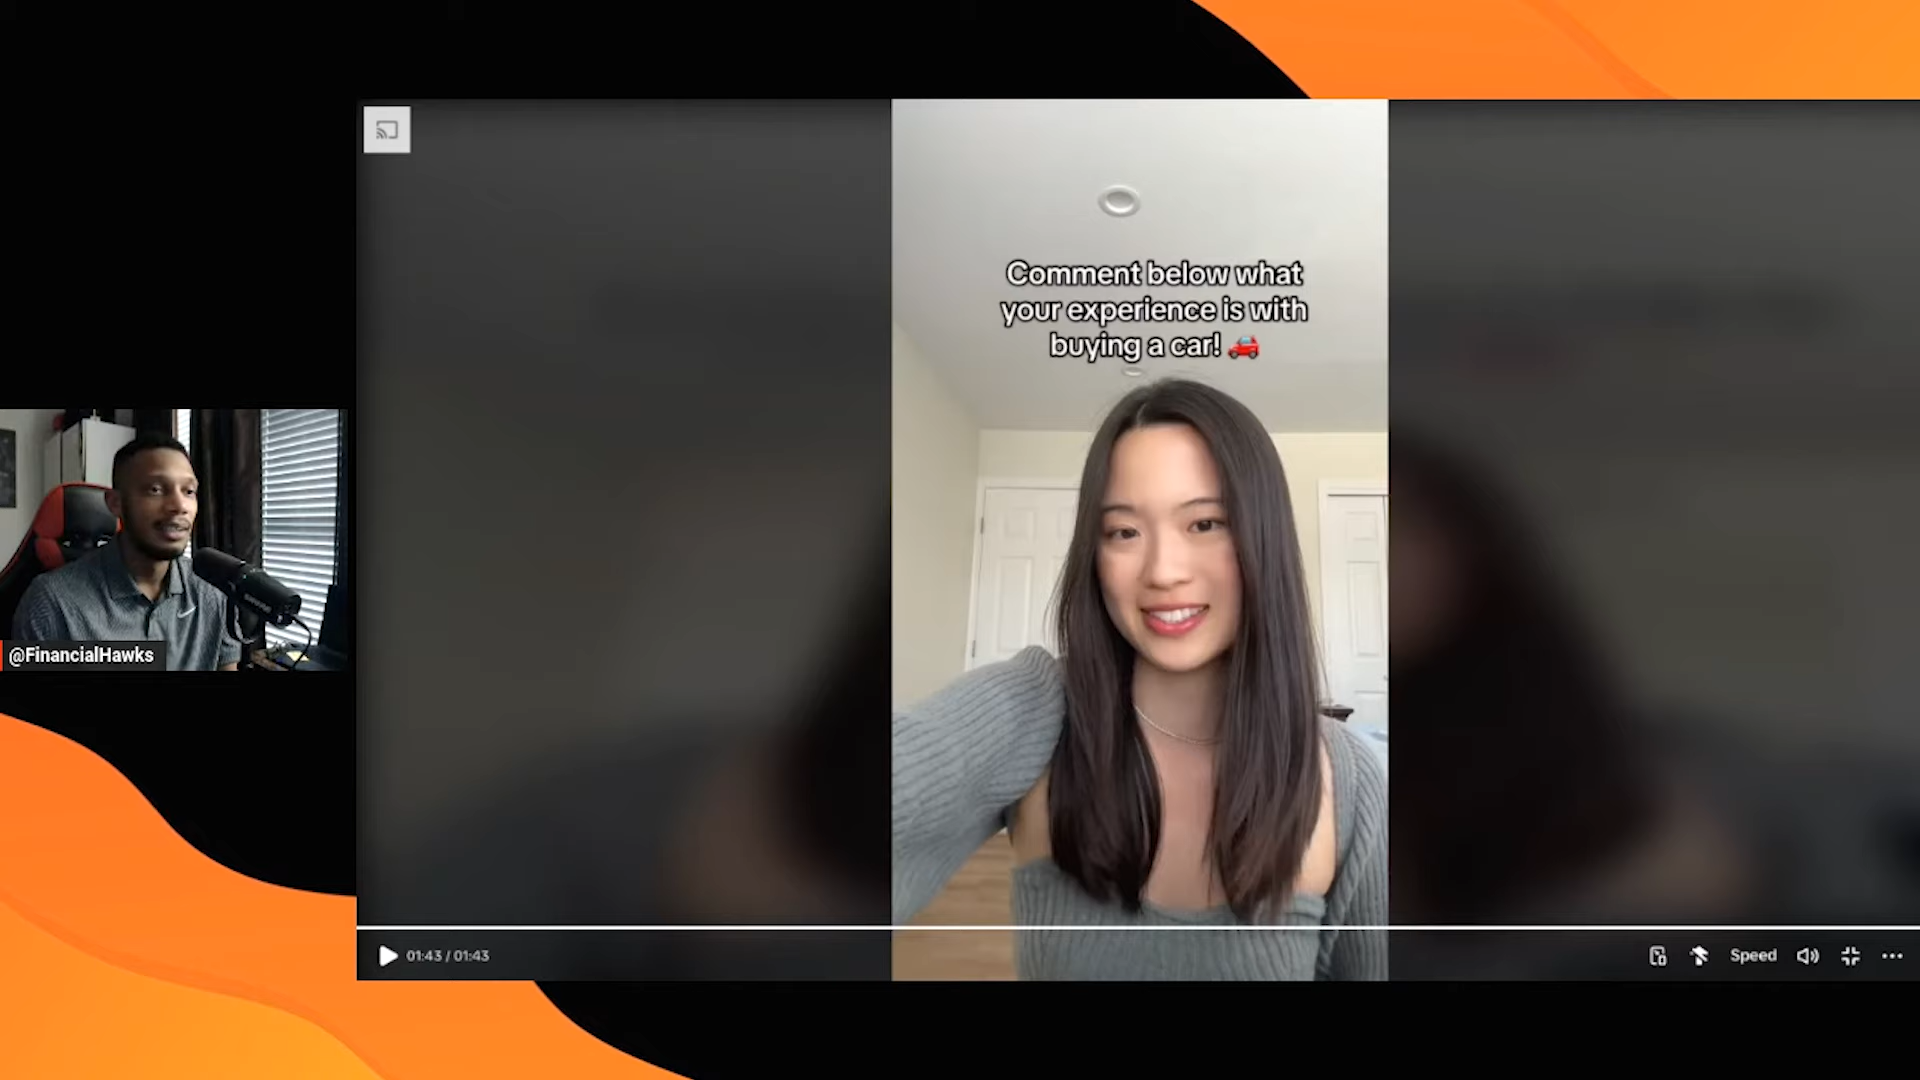 Comment below what
your experience is with
buying a car! 🚗
@FinancialHawks
01:43 / 01:43
Speed